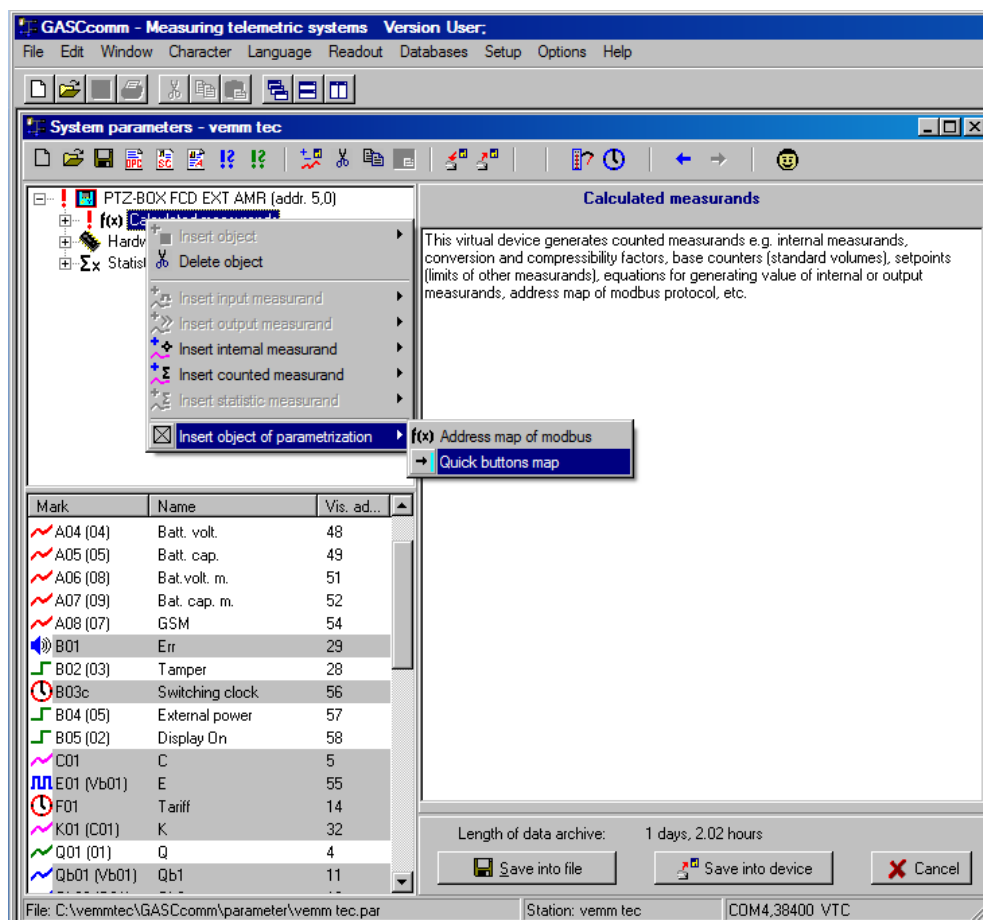 GASCcomm - Measuring telemetric systems Version User;
File Edit Window Character Language Readout Databases Setup Options Help
System parameters - vemm tec
PTZ-BOX FCD EXT AMR (addr. 5,0)
f(x)
Hardw
Σx Statist
Insert object
Delete object
Insert input measurand
Insert output measurand
Insert internal measurand
Insert counted measurand
Insert statistic measurand
Insert object of parametrization
f(x) Address map of modbus
Quick buttons map
Calculated measurands
This virtual device generates counted measurands e.g. internal measurands,
conversion and compressibility factors, base counters (standard volumes), setpoints
(limits of other measurands), equations for generating value of internal or output
measurands, address map of modbus protocol, etc.
Mark Name Vis. ad...
A04 (04) Batt. volt. 48
A05 (05) Batt. cap. 49
A06 (08) Bat.volt. m. 51
A07 (09) Bat. cap. m. 52
A08 (07) GSM 54
B01 Err 29
B02 (03) Tamper 28
B03c Switching clock 56
B04 (05) External power 57
B05 (02) Display On 58
C01 C 5
E01 (Vb01) E 55
F01 Tariff 14
K01 (C01) K 32
Q01 (01) Q 4
Qb01 (Vb01) Qb1 11
Length of data archive: 1 days, 2.02 hours
Save into file Save into device Cancel
File: C:\vemmtec\GASCcomm\parameter\vemm tec.par Station: vemm tec COM4,38400 VTC